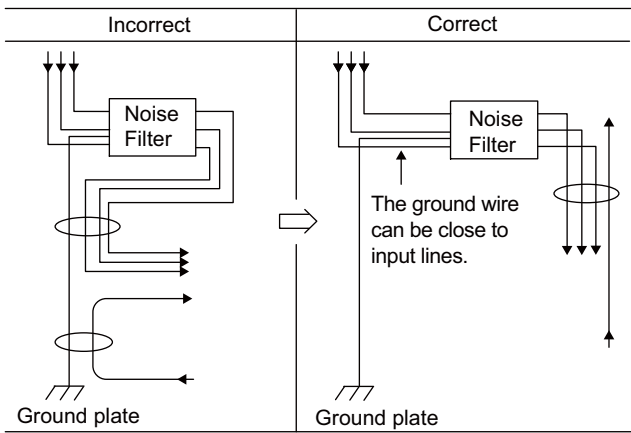 Incorrect
Correct
Noise
Filter
Noise
Filter
The ground wire
can be close to
input lines.
Ground plate
Ground plate